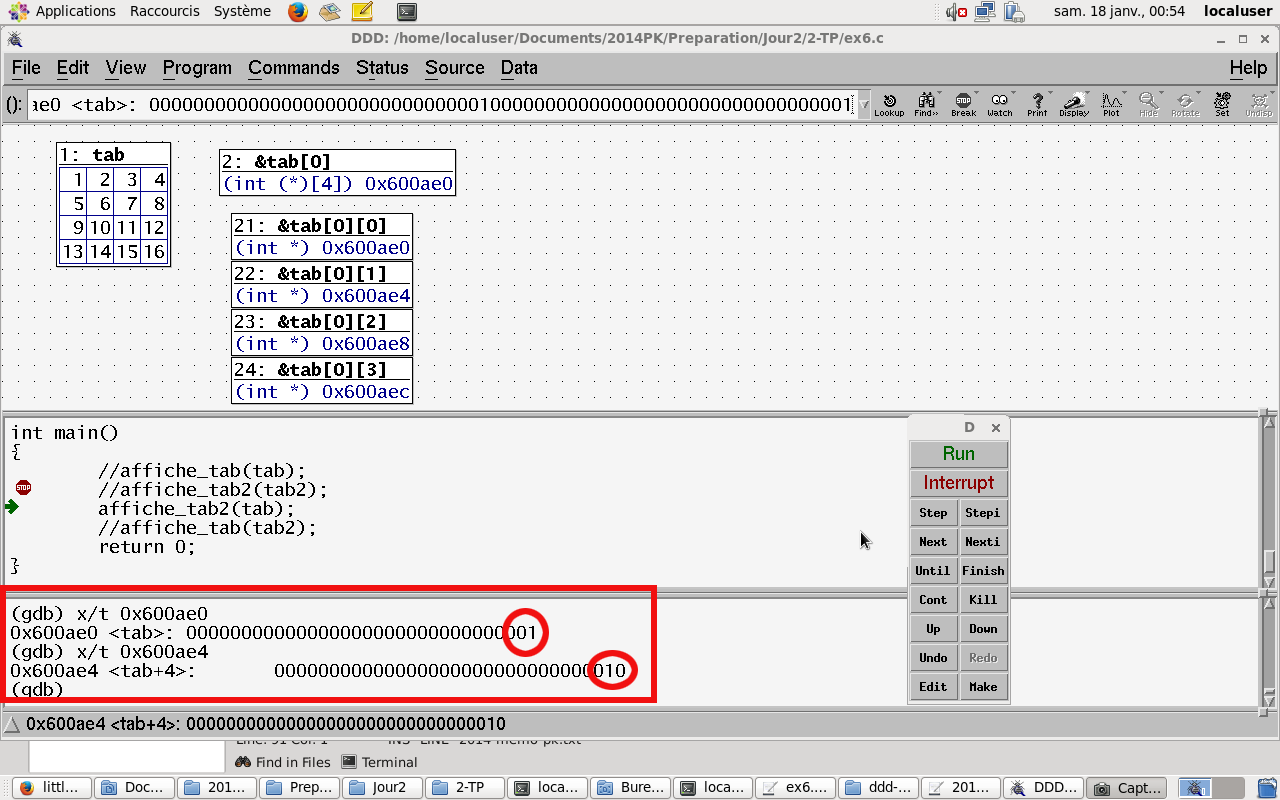 Applications Raccourcis Système sam. 18 janv., 00:54 localuser
DDD: /home/localuser/Documents/2014PK/Preparation/Jour2/2-TP/ex6.c
File Edit View Program Commands Status Source Data Help
(): <tab>:
Lookup Find» Break Watch Print Display Plot Hide Rotate Set Undisp
1: tab
1 2 3 4
5 6 7 8
9 10 11 12
13 14 15 16
2: &tab[0]
(int (*)[4]) 0x600ae0
21: &tab[0][0]
(int *) 0x600ae0
22: &tab[0][1]
(int *) 0x600ae4
23: &tab[0][2]
(int *) 0x600ae8
24: &tab[0][3]
(int *) 0x600aec
int main()
{
//affiche_tab(tab);
STOP //affiche_tab2(tab2);
affiche_tab2(tab);
//affiche_tab(tab2);
return 0;
}
D
Run
Interrupt
Step Stepi
Next Nexti
Until Finish
Cont Kill
Up Down
Undo Redo
Edit Make
(gdb) x/t 0x600ae0
0x600ae0 <tab>: 00000000000000000000000000000001
(gdb) x/t 0x600ae4
0x600ae4 <tab+4>: 00000000000000000000000000000010
(gdb)
0x600ae4 <tab+4>: 00000000000000000000000000000010
Find in Files Terminal
littl... Doc... 201... Prep... Jour2 2-TP loca... Bure... loca... ex6.... ddd-... 201... DDD... Capt...